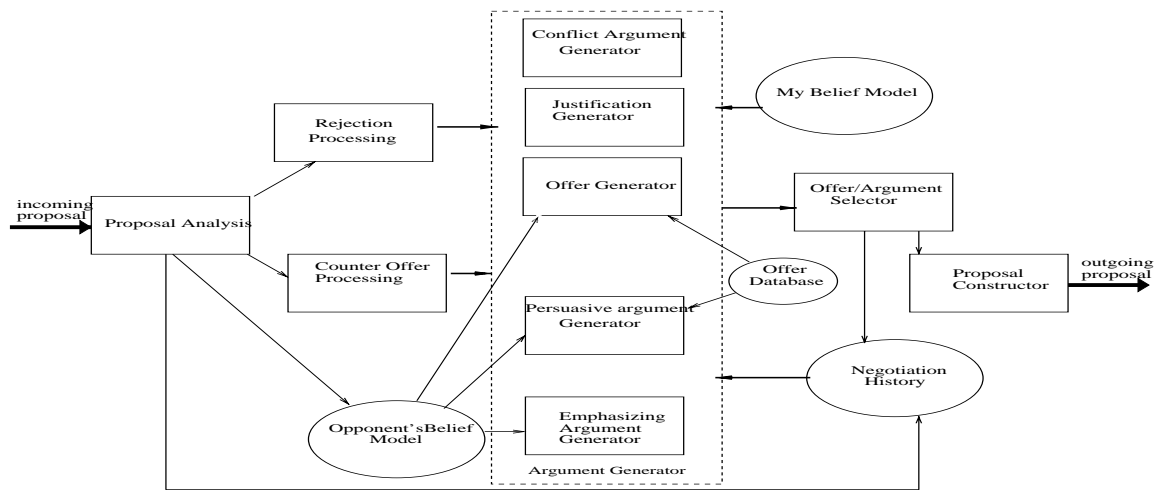 Conflict Argument
Generator
Justification
Generator
My Belief Model
Rejection
Processing
Offer Generator
Offer/Argument
Selector
incoming
proposal
Proposal Analysis
Counter Offer
Processing
Offer
Database
Proposal
Constructor
outgoing
proposal
Persuasive argument
Generator
Negotiation
History
Opponent'sBelief
Model
Emphasizing
Argument
Generator
Argument Generator